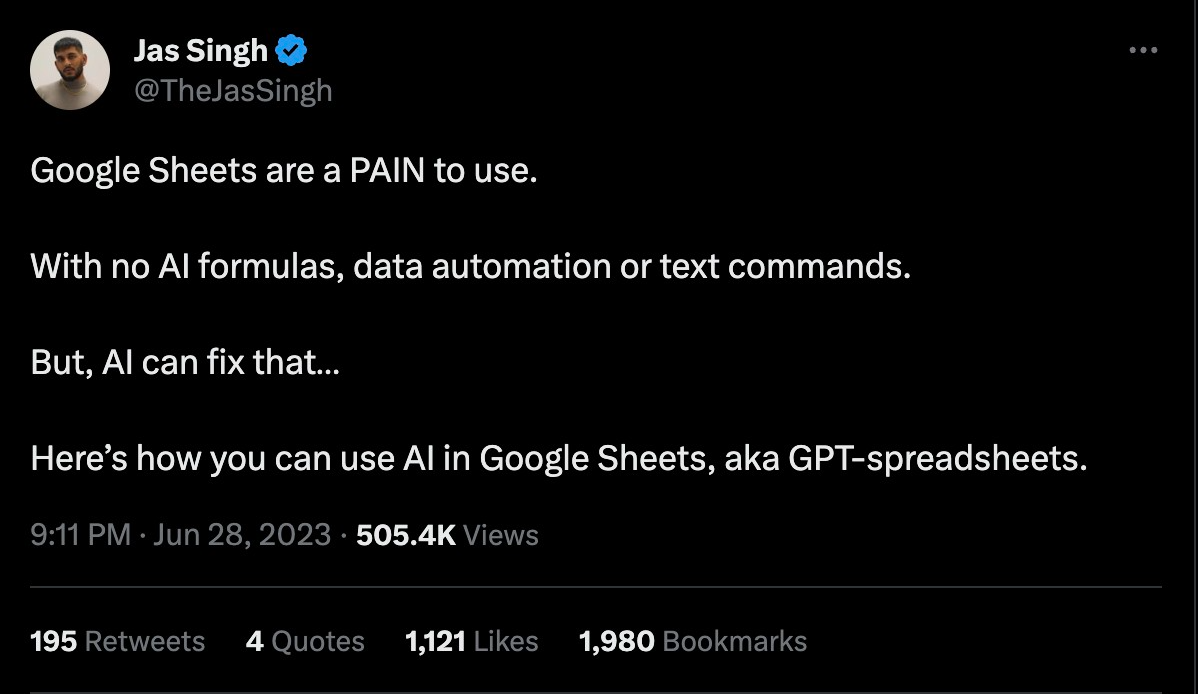 Jas Singh
@TheJasSingh
Google Sheets are a PAIN to use.
With no AI formulas, data automation or text commands.
But, AI can fix that...
Here’s how you can use AI in Google Sheets, aka GPT-spreadsheets.
9:11 PM · Jun 28, 2023 · 505.4K Views
195 Retweets 4 Quotes 1,121 Likes 1,980 Bookmarks